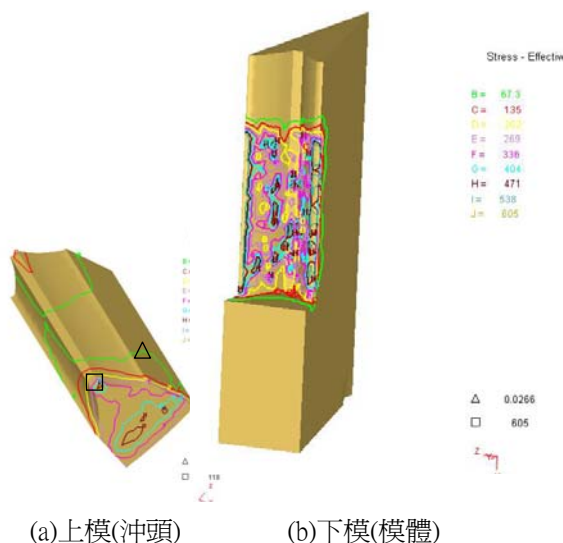 Stress - Effective
B = 67.3
C = 135
D = 202
E = 269
F = 336
G = 404
H = 471
I = 538
J = 605
△ 0.0266
□ 605
Z
(a)上模(沖頭)
(b)下模(模體)